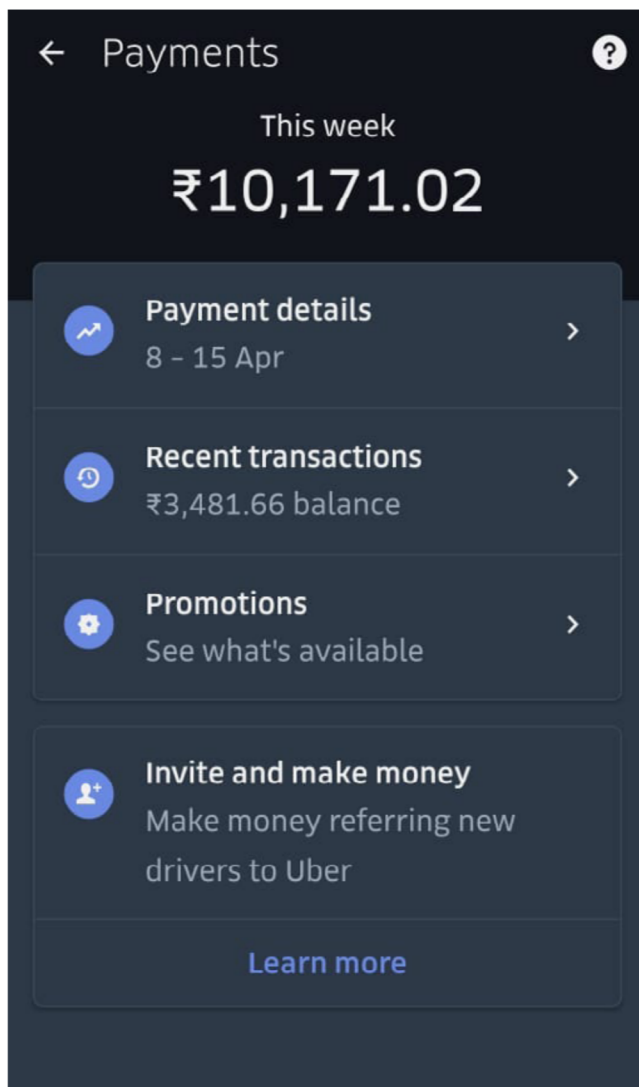 Payments
This week
₹10,171.02
Payment details
8 – 15 Apr
Recent transactions
₹3,481.66 balance
Promotions
See what's available
Invite and make money
Make money referring new
drivers to Uber
Learn more